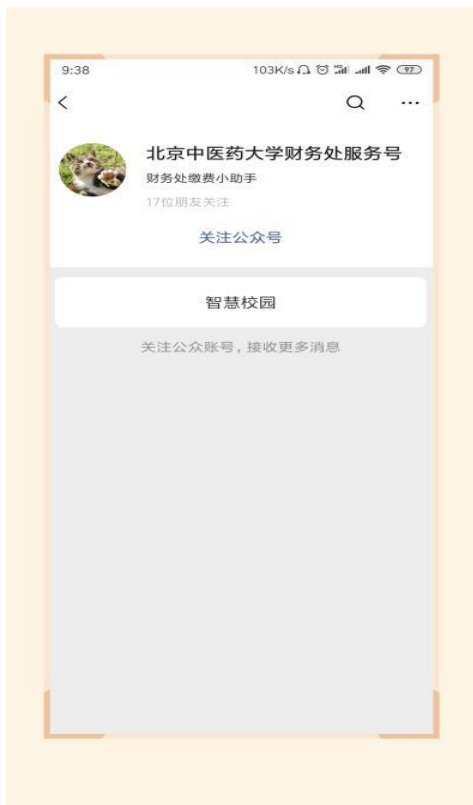 9:38
103K/s
97
北京中医药大学财务处服务号
财务处缴费小助手
17位朋友关注
关注公众号
智慧校园
关注公众账号，接收更多消息